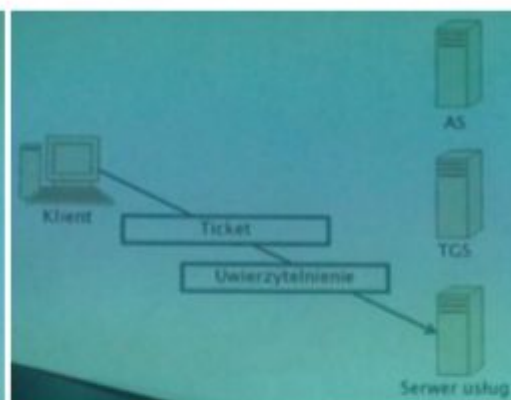 AS
Klient
Ticket
TGS
Uwierzytelnienie
Serwer usług